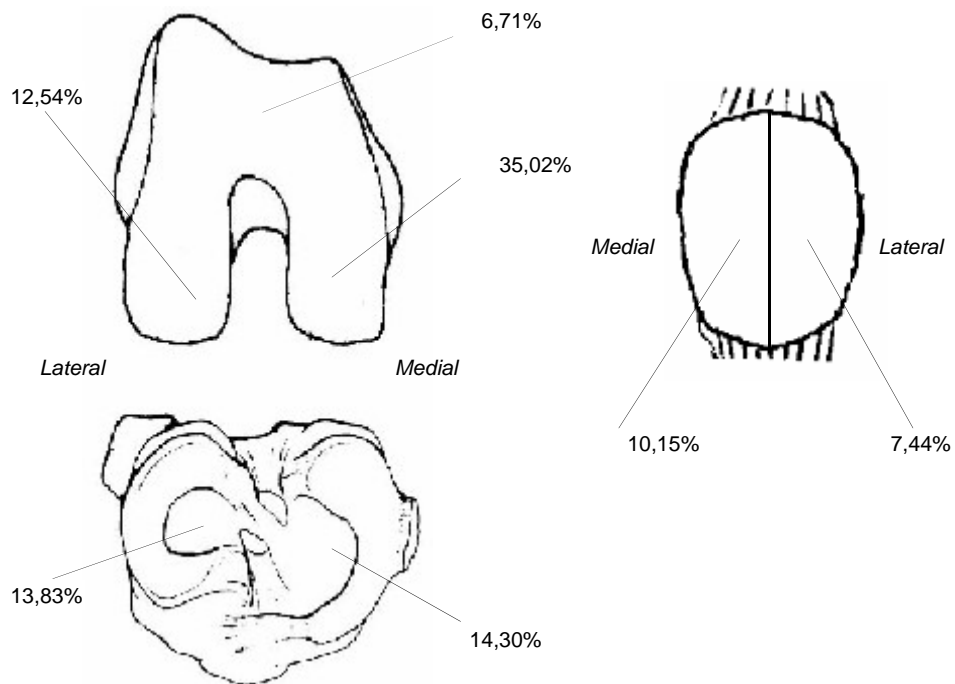 6,71%
12,54%
35,02%
Medial
Lateral
Lateral
Medial
10,15%
7,44%
13,83%
14,30%